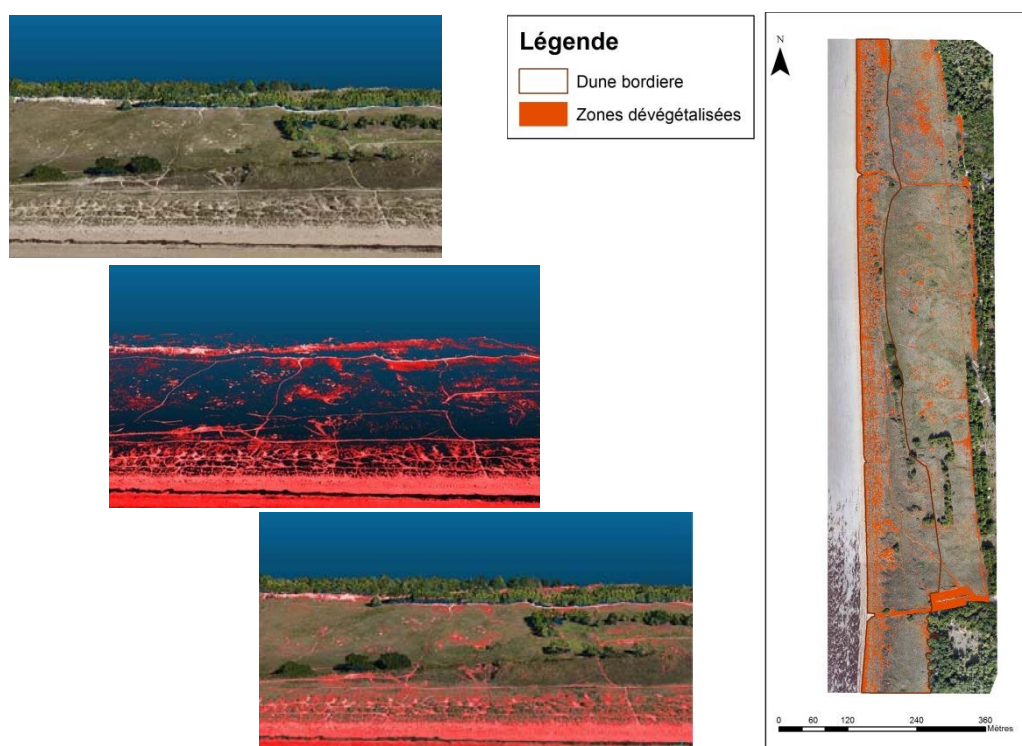 Légende
Dune bordiere
Zones dévégétalisées
N
0 60 120 240 360
Mètres